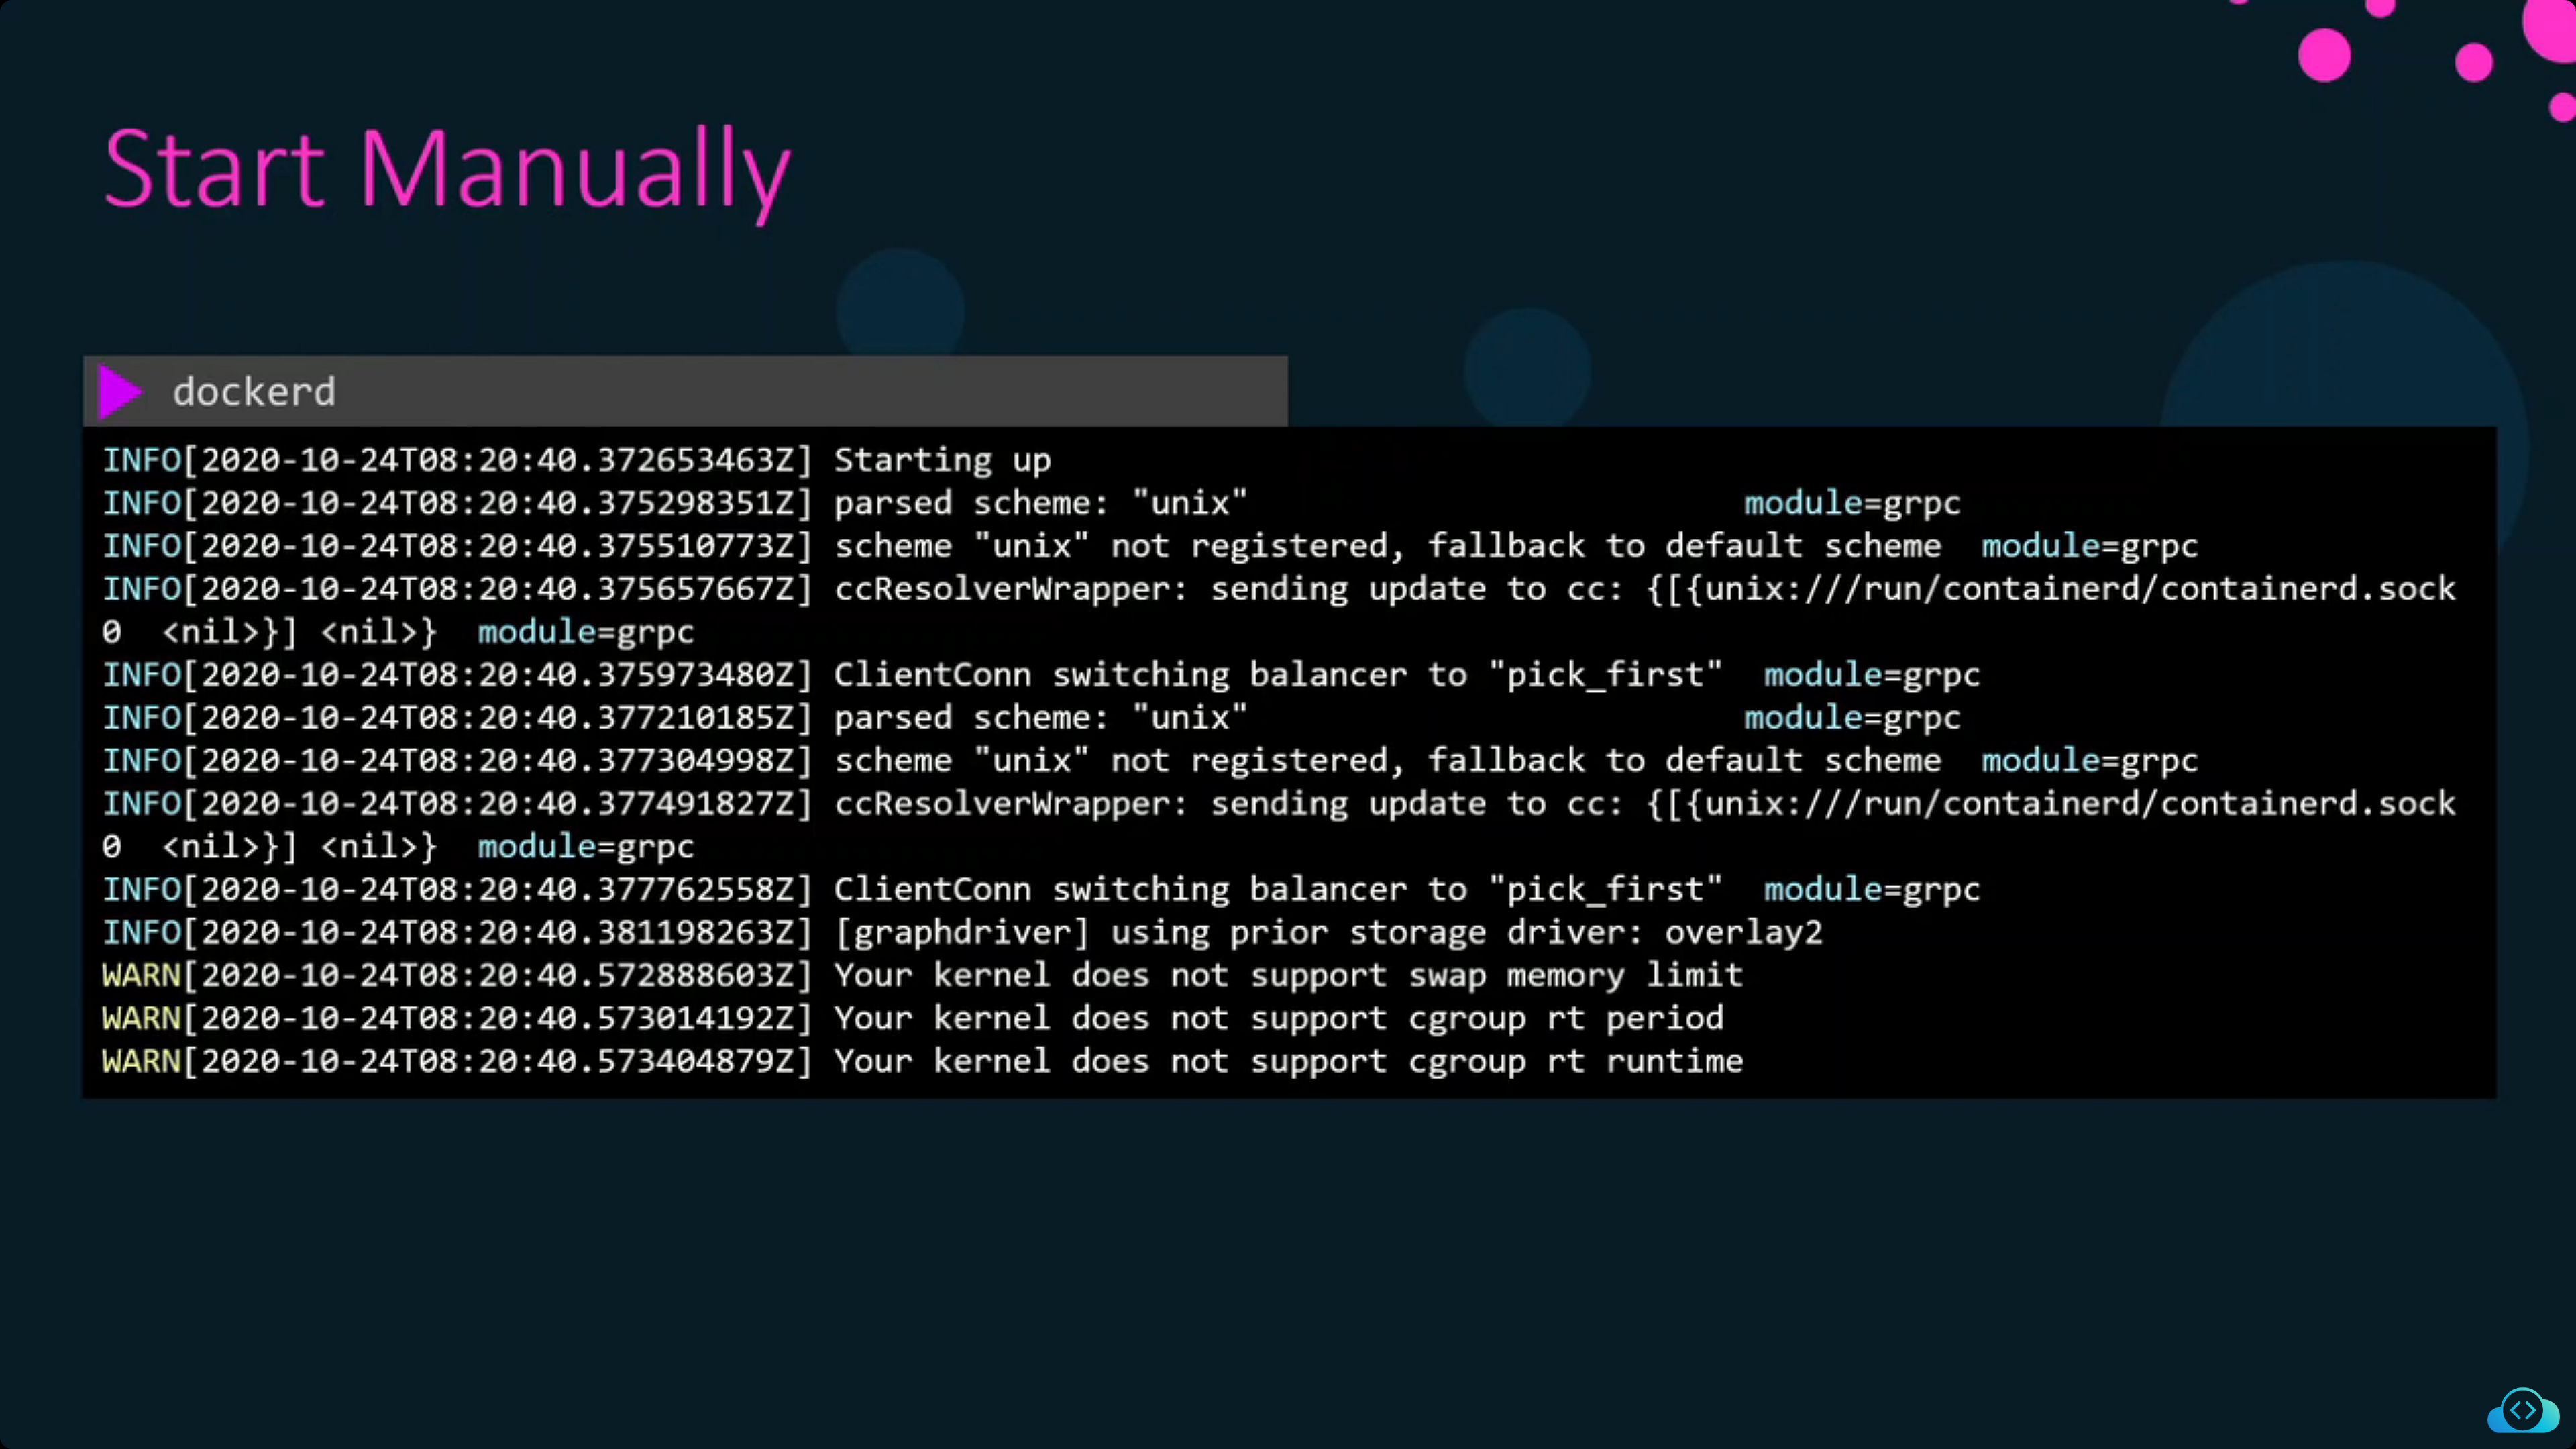 Start Manually
dockerd
INFO[2020-10-24T08:20:40.372653463Z] Starting up
INFO[2020-10-24T08:20:40.375298351Z] parsed scheme: "unix" module=grpc
INFO[2020-10-24T08:20:40.375510773Z] scheme "unix" not registered, fallback to default scheme module=grpc
INFO[2020-10-24T08:20:40.375657667Z] ccResolverWrapper: sending update to cc: {[{unix:///run/containerd/containerd.sock
0 <nil>}] <nil>} module=grpc
INFO[2020-10-24T08:20:40.375973480Z] ClientConn switching balancer to "pick_first" module=grpc
INFO[2020-10-24T08:20:40.377210185Z] parsed scheme: "unix" module=grpc
INFO[2020-10-24T08:20:40.377304998Z] scheme "unix" not registered, fallback to default scheme module=grpc
INFO[2020-10-24T08:20:40.377491827Z] ccResolverWrapper: sending update to cc: {[{unix:///run/containerd/containerd.sock
0 <nil>}] <nil>} module=grpc
INFO[2020-10-24T08:20:40.377762558Z] ClientConn switching balancer to "pick_first" module=grpc
INFO[2020-10-24T08:20:40.381198263Z] [graphdriver] using prior storage driver: overlay2
WARN[2020-10-24T08:20:40.572888603Z] Your kernel does not support swap memory limit
WARN[2020-10-24T08:20:40.573014192Z] Your kernel does not support cgroup rt period
WARN[2020-10-24T08:20:40.573404879Z] Your kernel does not support cgroup rt runtime